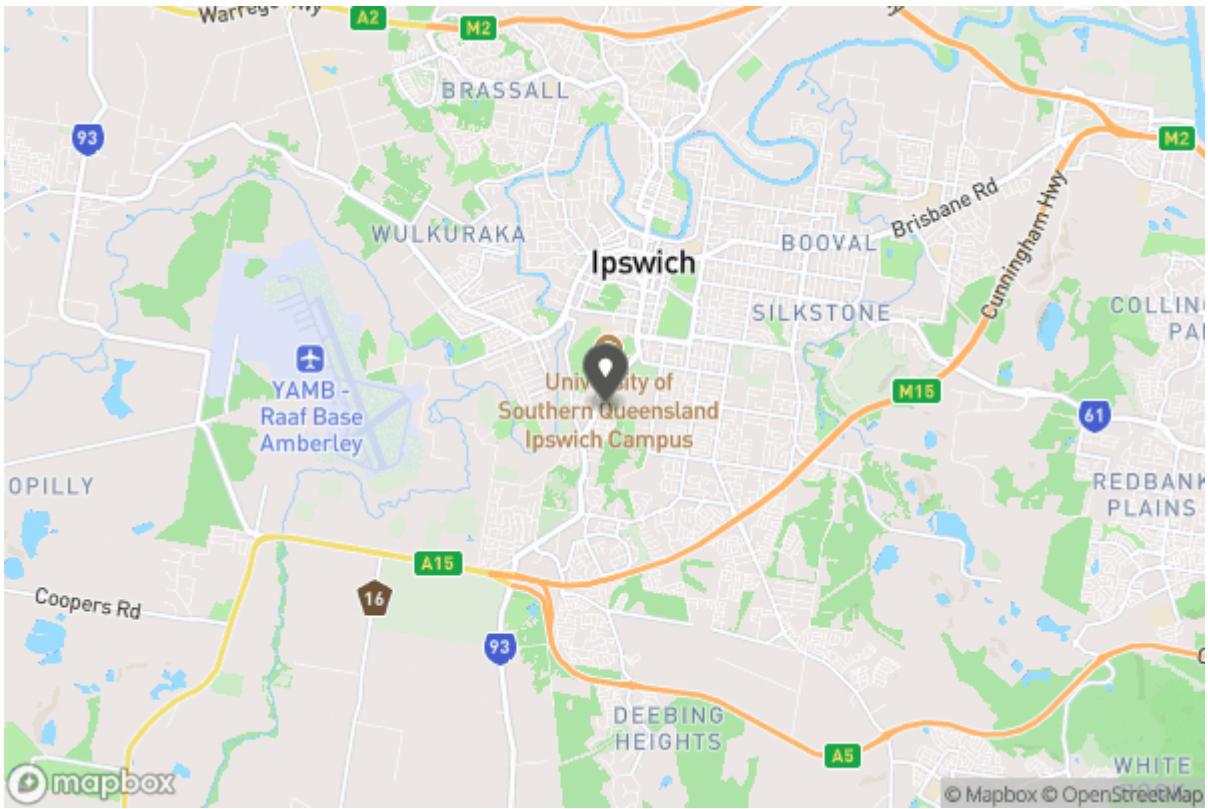 Warrego Hwy
A2
M2
BRASSALL
93
M2
WULKURAKA
Brisbane Rd
BOOVAL
Cunningham Hwy
Ipswich
SILKSTONE
COLLING
YAMB -
Raaf Base
Amberley
University of
Southern Queensland
Ipswich Campus
M15
61
OPILLY
REDBANK
PLAINS
A15
16
Coopers Rd
93
DEEBING
HEIGHTS
A5
WHITE
mapbox
© Mapbox © OpenStreetMap